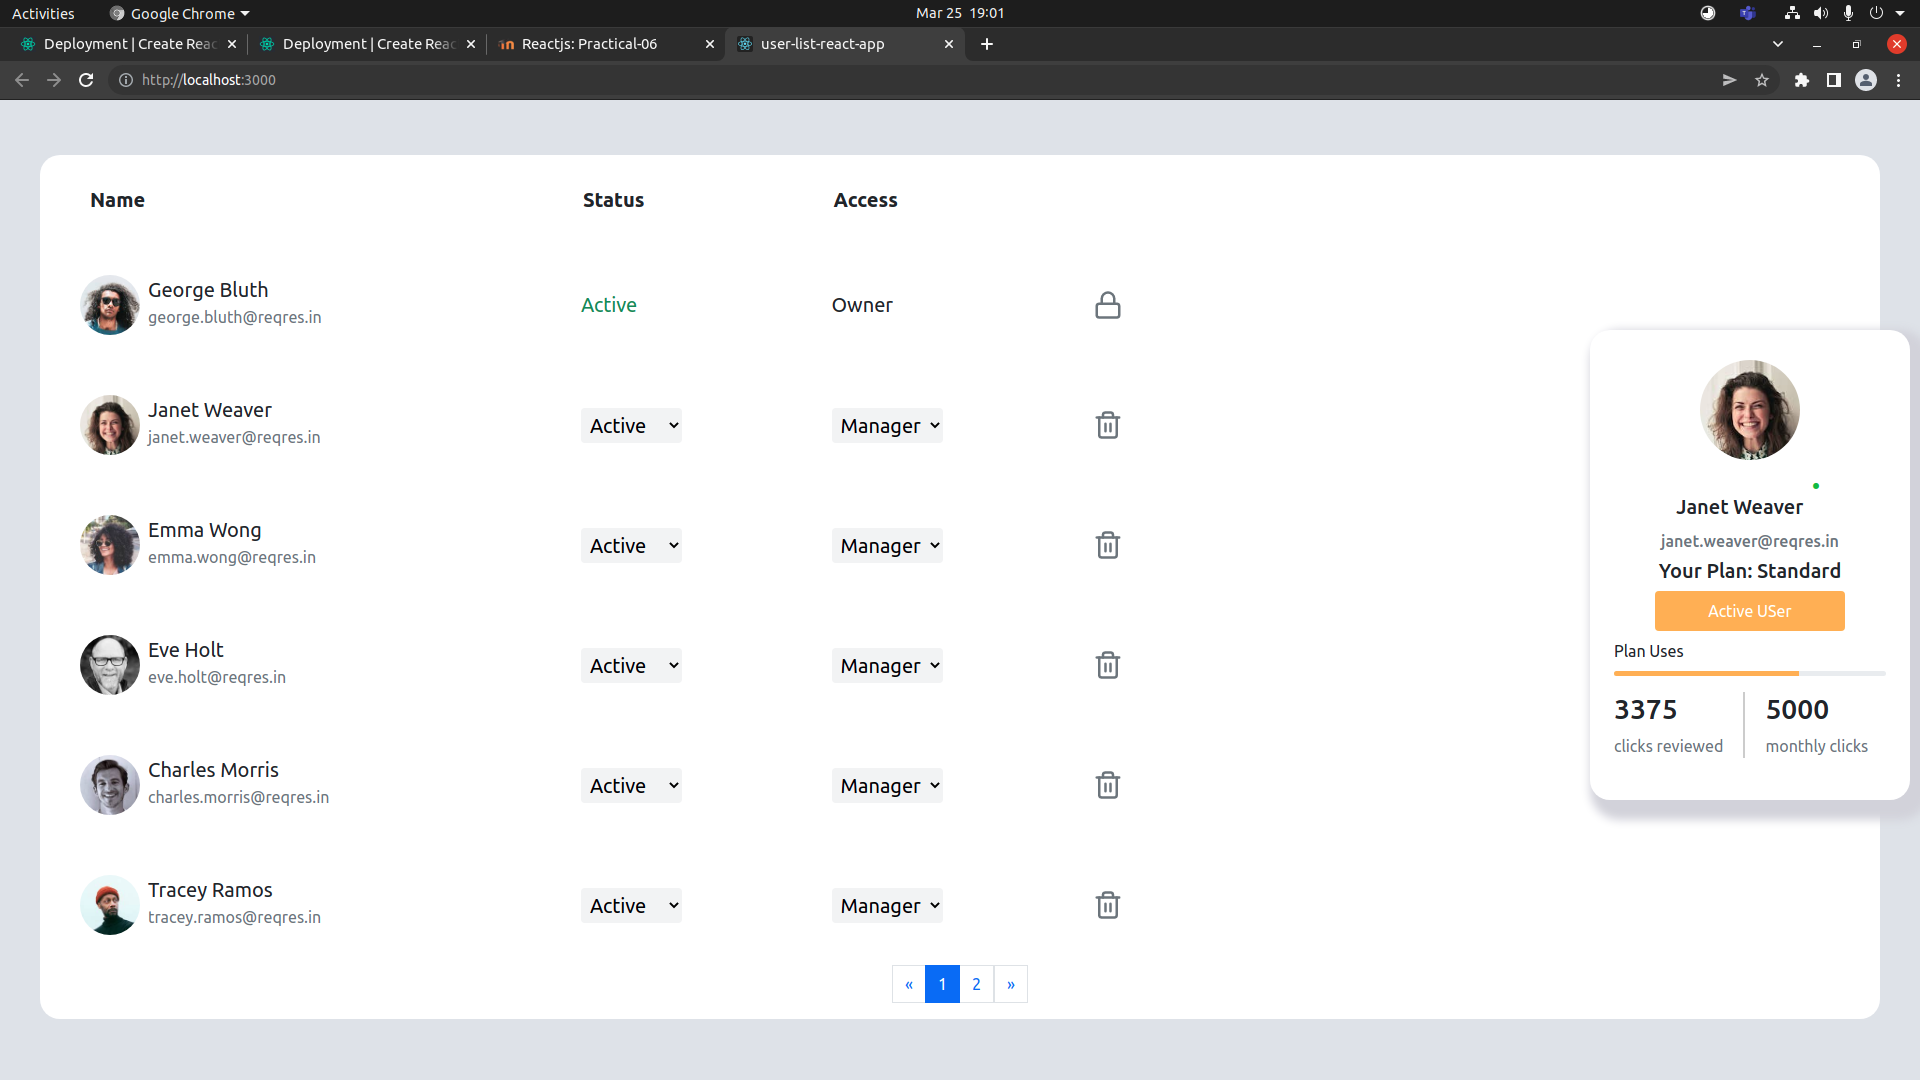 Activities
Google Chrome
Mar 25 19:01
Deployment | Create Reac
Deployment | Create Reac
Reactjs: Practical-06
user-list-react-app
http://localhost:3000
Name Status Access
George Bluth
george.bluth@reqres.in
Active
Owner
Janet Weaver
janet.weaver@reqres.in
Active
Manager
Emma Wong
emma.wong@reqres.in
Active
Manager
Eve Holt
eve.holt@reqres.in
Active
Manager
Charles Morris
charles.morris@reqres.in
Active
Manager
Tracey Ramos
tracey.ramos@reqres.in
Active
Manager
« 1 2 »
Janet Weaver
janet.weaver@reqres.in
Your Plan: Standard
Active USer
Plan Uses
3375
clicks reviewed
5000
monthly clicks